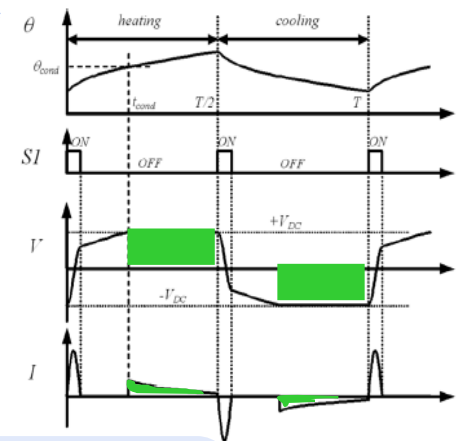 θ
heating
cooling
θcond
tcond
T/2
T
S1
ON
OFF
ON
OFF
ON
V
+VDC
-VDC
I